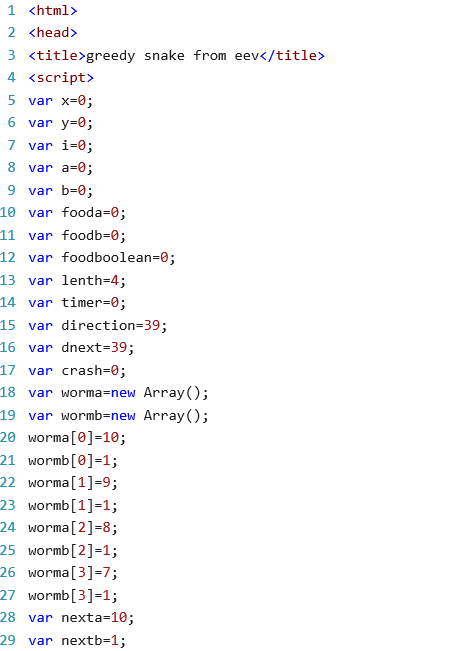 1 <html>
2 <head>
3 <title>greedy snake from eev</title>
4 <script>
5 var x=0;
6 var y=0;
7 var i=0;
8 var a=0;
9 var b=0;
10 var fooda=0;
11 var foodb=0;
12 var foodboolean=0;
13 var lenth=4;
14 var timer=0;
15 var direction=39;
16 var dnext=39;
17 var crash=0;
18 var worma=new Array();
19 var wormb=new Array();
20 worma[0]=10;
21 wormb[0]=1;
22 worma[1]=9;
23 wormb[1]=1;
24 worma[2]=8;
25 wormb[2]=1;
26 worma[3]=7;
27 wormb[3]=1;
28 var nexta=10;
29 var nextb=1;